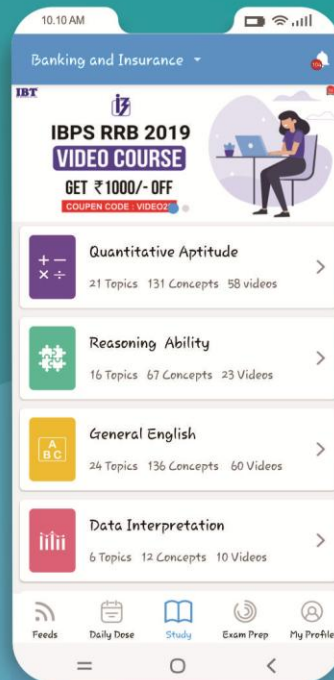 10.10 AM
Banking and Insurance
104
IBT
IBPS RRB 2019
VIDEO COURSE
GET ₹1000/- OFF
COUPEN CODE : VIDEO2
+ −
× ÷
Quantitative Aptitude
21 Topics 131 Concepts 58 videos
Reasoning Ability
16 Topics 67 Concepts 23 Videos
A
B C
General English
24 Topics 136 Concepts 60 Videos
Data Interpretation
6 Topics 12 Concepts 10 Videos
Feeds Daily Dose Study Exam Prep My Profile